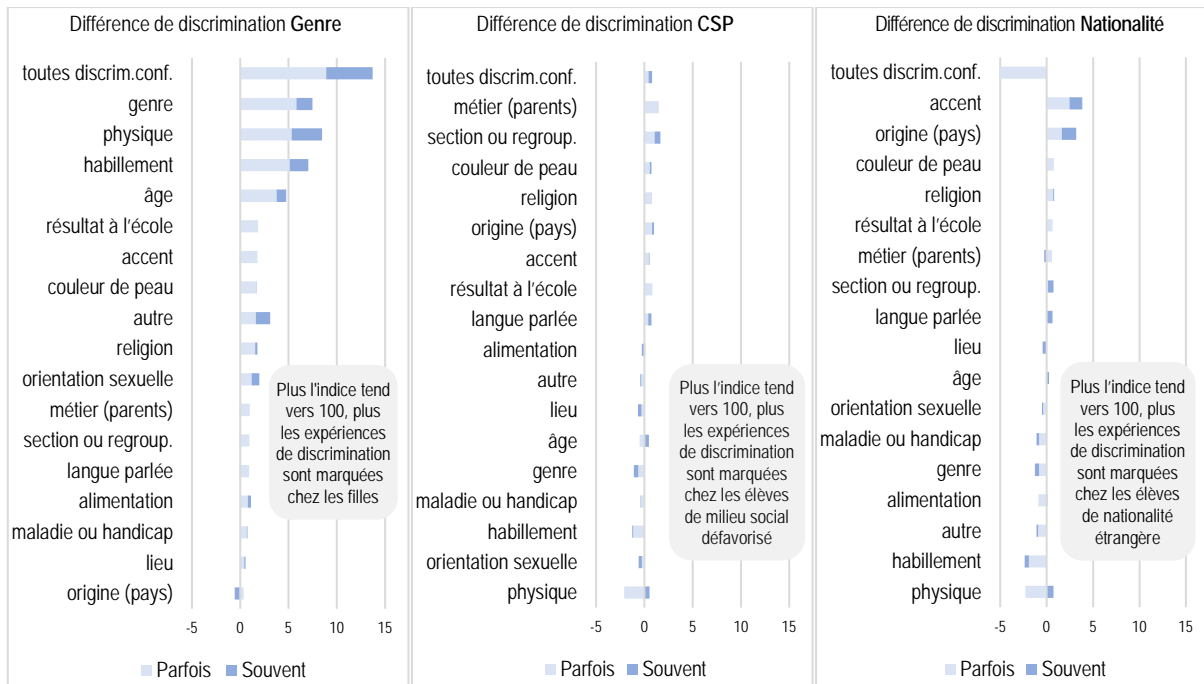 Différence de discrimination Genre
toutes discrim.conf.
genre
physique
habillement
âge
résultat à l'école
accent
couleur de peau
autre
religion
orientation sexuelle
métier (parents)
section ou regroup.
langue parlée
alimentation
maladie ou handicap
lieu
origine (pays)
Plus l'indice tend
vers 100, plus
les expériences
de discrimination
sont marquées
chez les filles
-5 0 5 10 15
Parfois Souvent
Différence de discrimination CSP
toutes discrim.conf.
métier (parents)
section ou regroup.
couleur de peau
religion
origine (pays)
accent
résultat à l'école
langue parlée
alimentation
autre
lieu
âge
genre
maladie ou handicap
habillement
orientation sexuelle
physique
Plus l'indice tend
vers 100, plus
les expériences
de discrimination
sont marquées
chez les élèves
de milieu social
défavorisé
-5 0 5 10 15
Parfois Souvent
Différence de discrimination Nationalité
toutes discrim.conf.
accent
origine (pays)
couleur de peau
religion
résultat à l'école
métier (parents)
section ou regroup.
langue parlée
lieu
âge
orientation sexuelle
maladie ou handicap
genre
alimentation
autre
habillement
physique
Plus l'indice tend
vers 100, plus
les expériences
de discrimination
sont marquées
chez les élèves
de nationalité
étrangère
-5 0 5 10 15
Parfois Souvent